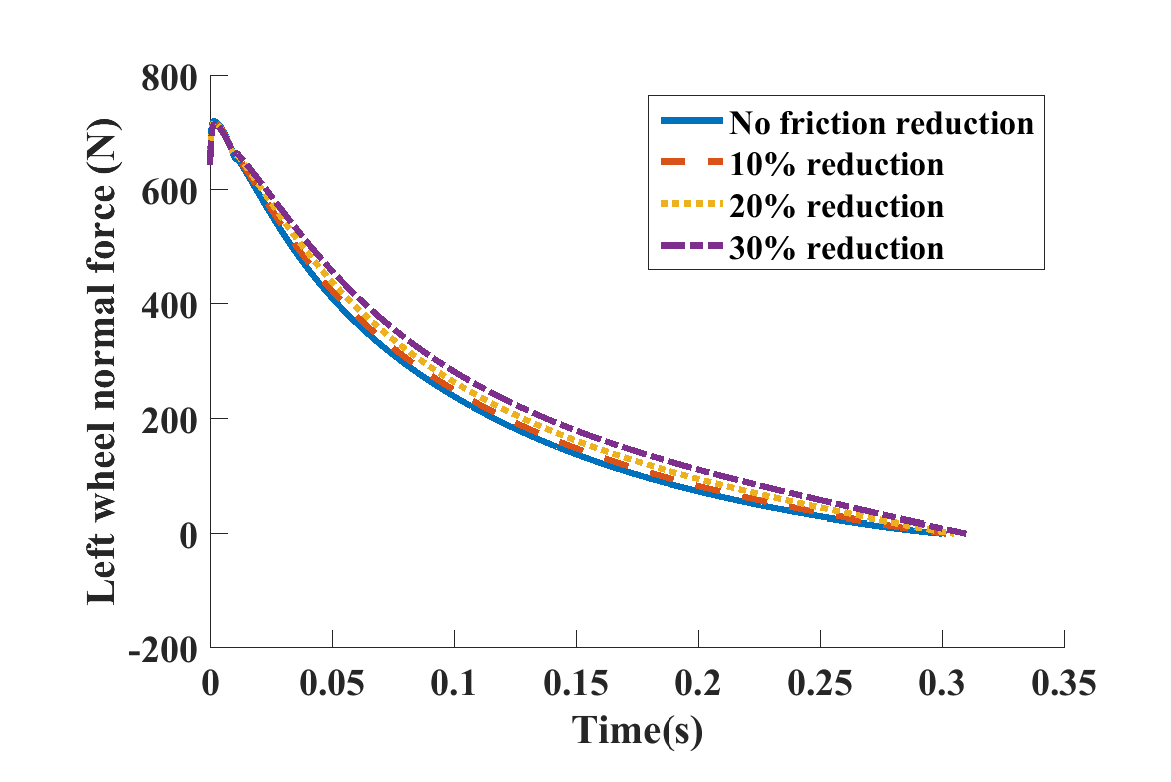 800
600
400
200
0
-200
Left wheel normal force (N)
No friction reduction
10% reduction
20% reduction
30% reduction
0
0.05
0.1
0.15
0.2
0.25
0.3
0.35
Time(s)